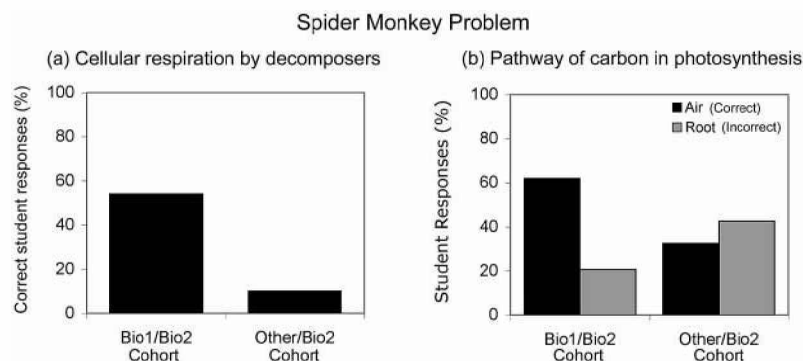 Spider Monkey Problem
(a) Cellular respiration by decomposers
Correct student responses (%)
100
80
60
40
20
0
Bio1/Bio2
Cohort
Other/Bio2
Cohort
(b) Pathway of carbon in photosynthesis
Student Responses (%)
100
80
60
40
20
0
Air (Correct)
Root (Incorrect)
Bio1/Bio2
Cohort
Other/Bio2
Cohort